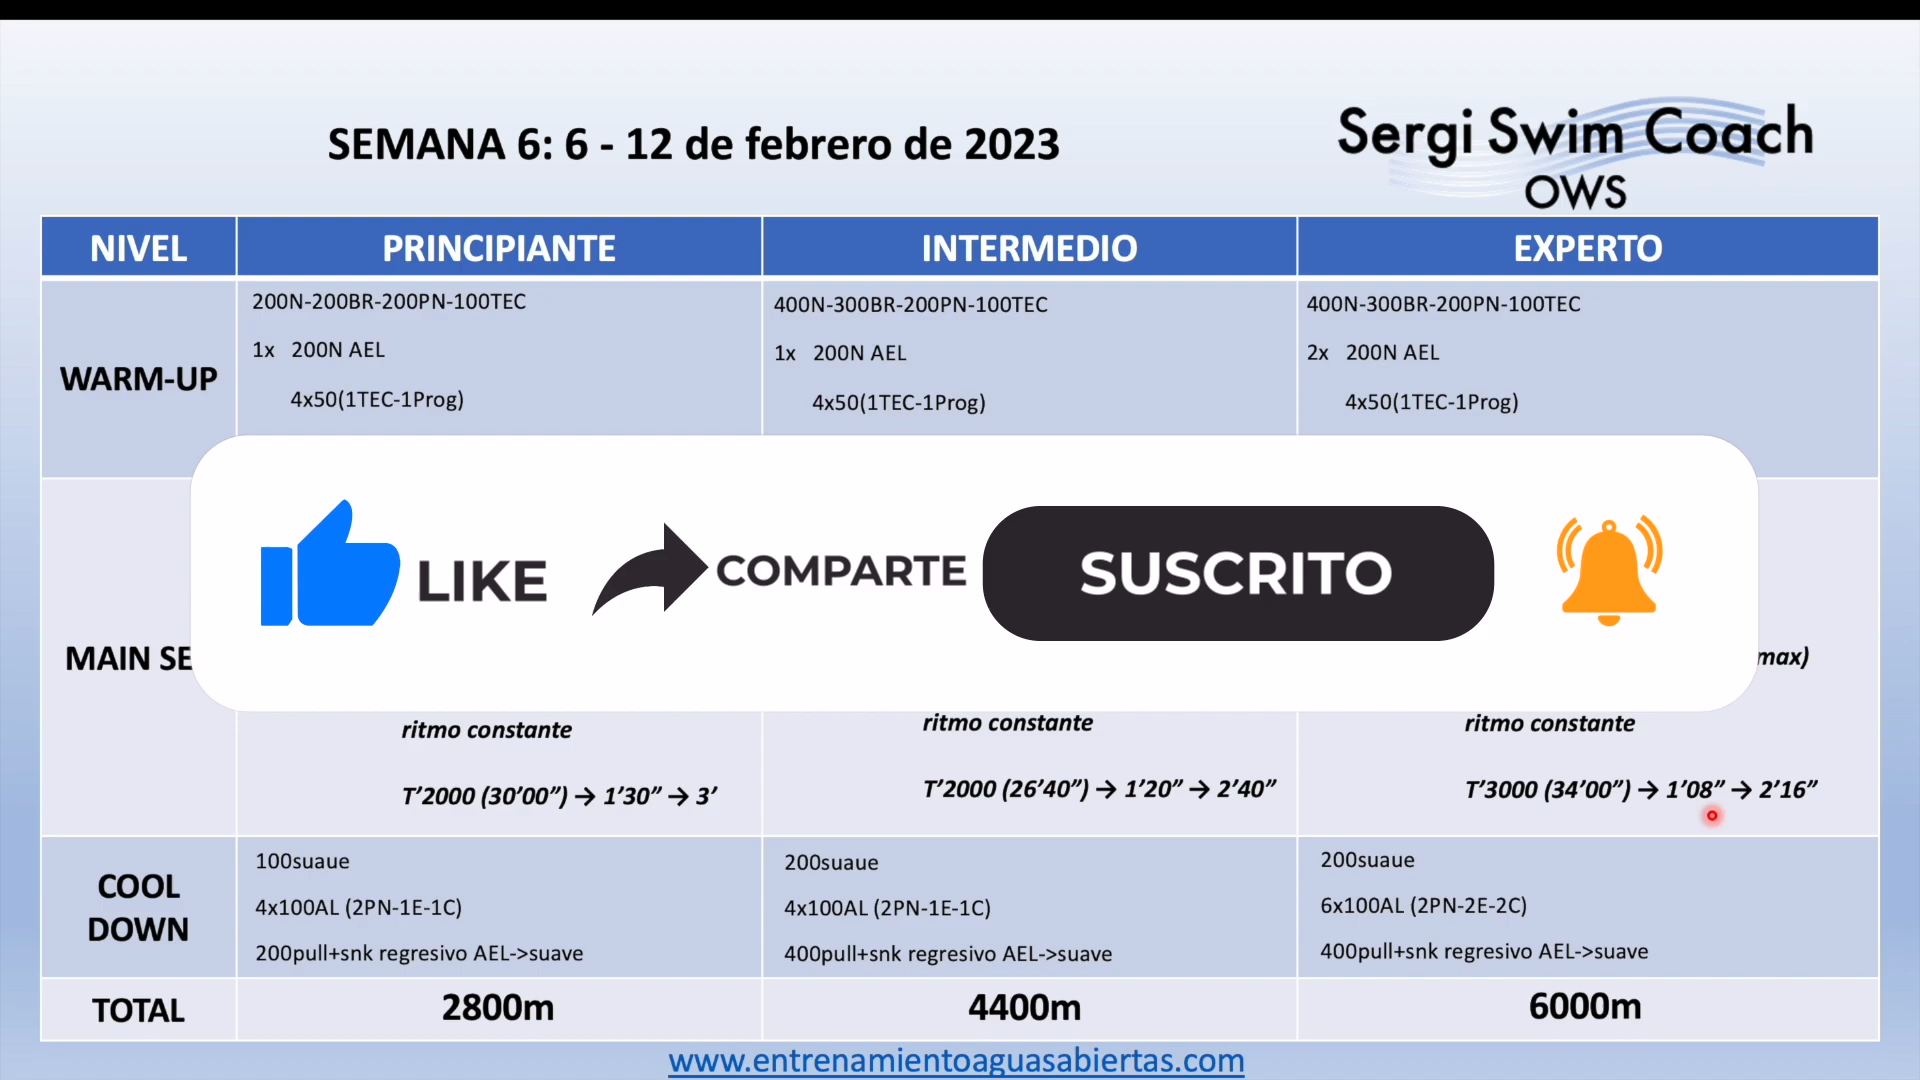 SEMANA 6: 6 - 12 de febrero de 2023
Sergi Swim Coach
OWS
NIVEL
PRINCIPIANTE
INTERMEDIO
EXPERTO
WARM-UP
200N-200BR-200PN-100TEC
1x 200N AEL
4x50(1TEC-1Prog)
400N-300BR-200PN-100TEC
1x 200N AEL
4x50(1TEC-1Prog)
400N-300BR-200PN-100TEC
2x 200N AEL
4x50(1TEC-1Prog)
LIKE
COMPARTE
SUSCRITO
MAIN SE
ritmo constante
T’2000 (30’00”) → 1’30” → 3’
ritmo constante
T’2000 (26’40”) → 1’20” → 2’40”
max)
ritmo constante
T’3000 (34’00”) → 1’08” → 2’16”
COOL
DOWN
100suaue
4x100AL (2PN-1E-1C)
200pull+snk regresivo AEL->suave
200suaue
4x100AL (2PN-1E-1C)
400pull+snk regresivo AEL->suave
200suaue
6x100AL (2PN-2E-2C)
400pull+snk regresivo AEL->suave
TOTAL
2800m
4400m
6000m
www.entrenamientoaguasabiertas.com